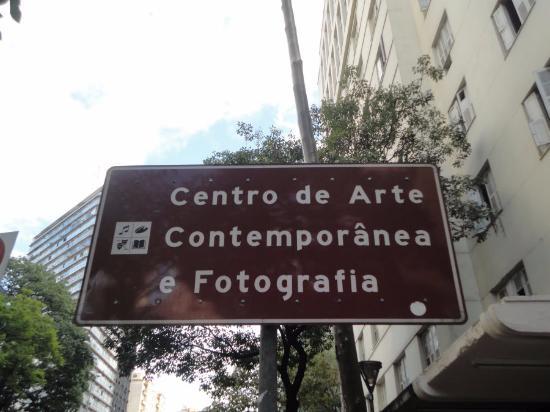 Centro de Arte
Contemporânea
e Fotografia